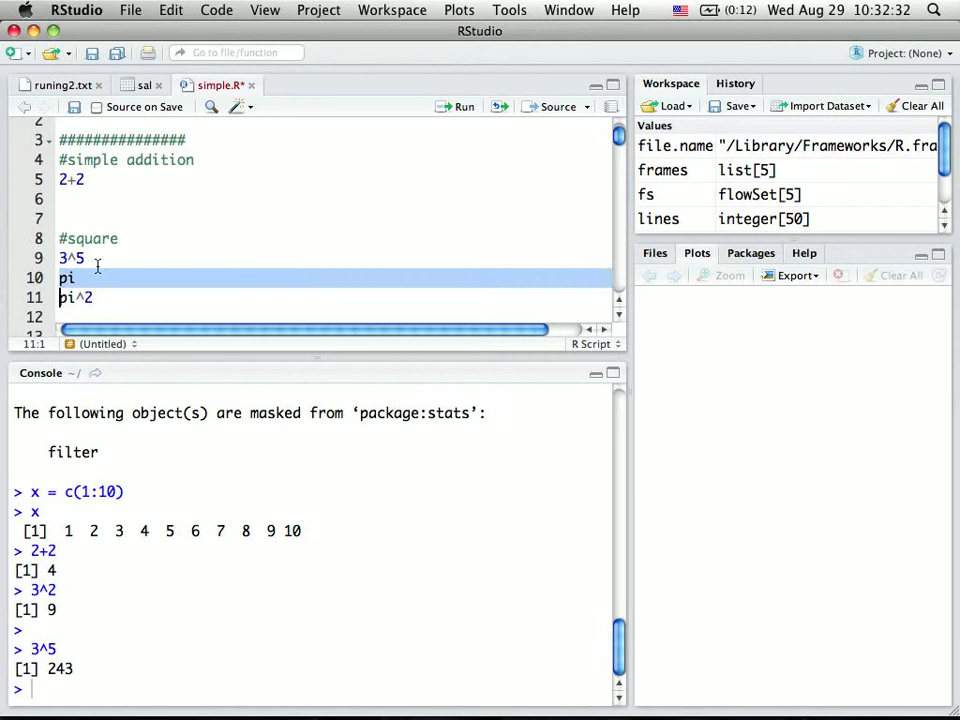 RStudio File Edit Code View Project Workspace Plots Tools Window Help (0:12) Wed Aug 29 10:32:32
RStudio
Go to file/function Project: (None)
runing2.txt sal simple.R*
Source on Save Run Source
2
3 ###############
4 #simple addition
5 2+2
6
7
8 #square
9 3^5
10 pi
11 pi^2
12
13
11:1 # (Untitled) R Script
Console ~/
The following object(s) are masked from ‘package:stats’:
filter
> x = c(1:10)
> x
[1] 1 2 3 4 5 6 7 8 9 10
> 2+2
[1] 4
> 3^2
[1] 9
>
> 3^5
[1] 243
>
Workspace History
Load Save Import Dataset Clear All
Values
file.name "/Library/Frameworks/R.fra
frames list[5]
fs flowSet[5]
lines integer[50]
Files Plots Packages Help
Zoom Export Clear All